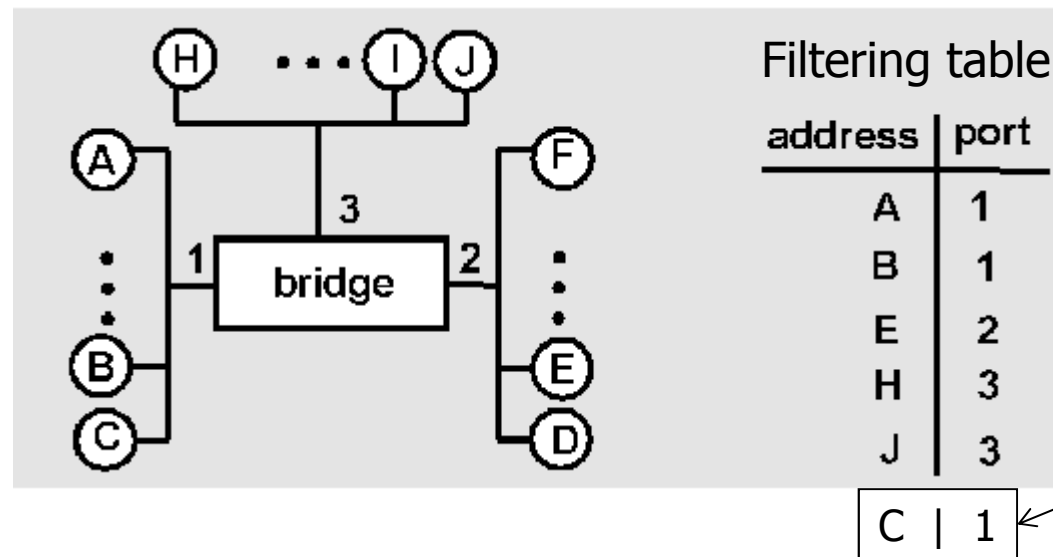 H I J
Filtering table
address | port
A F
3
A 1
1 2
bridge
B 1
E 2
B E
H 3
C D
J 3
C | 1